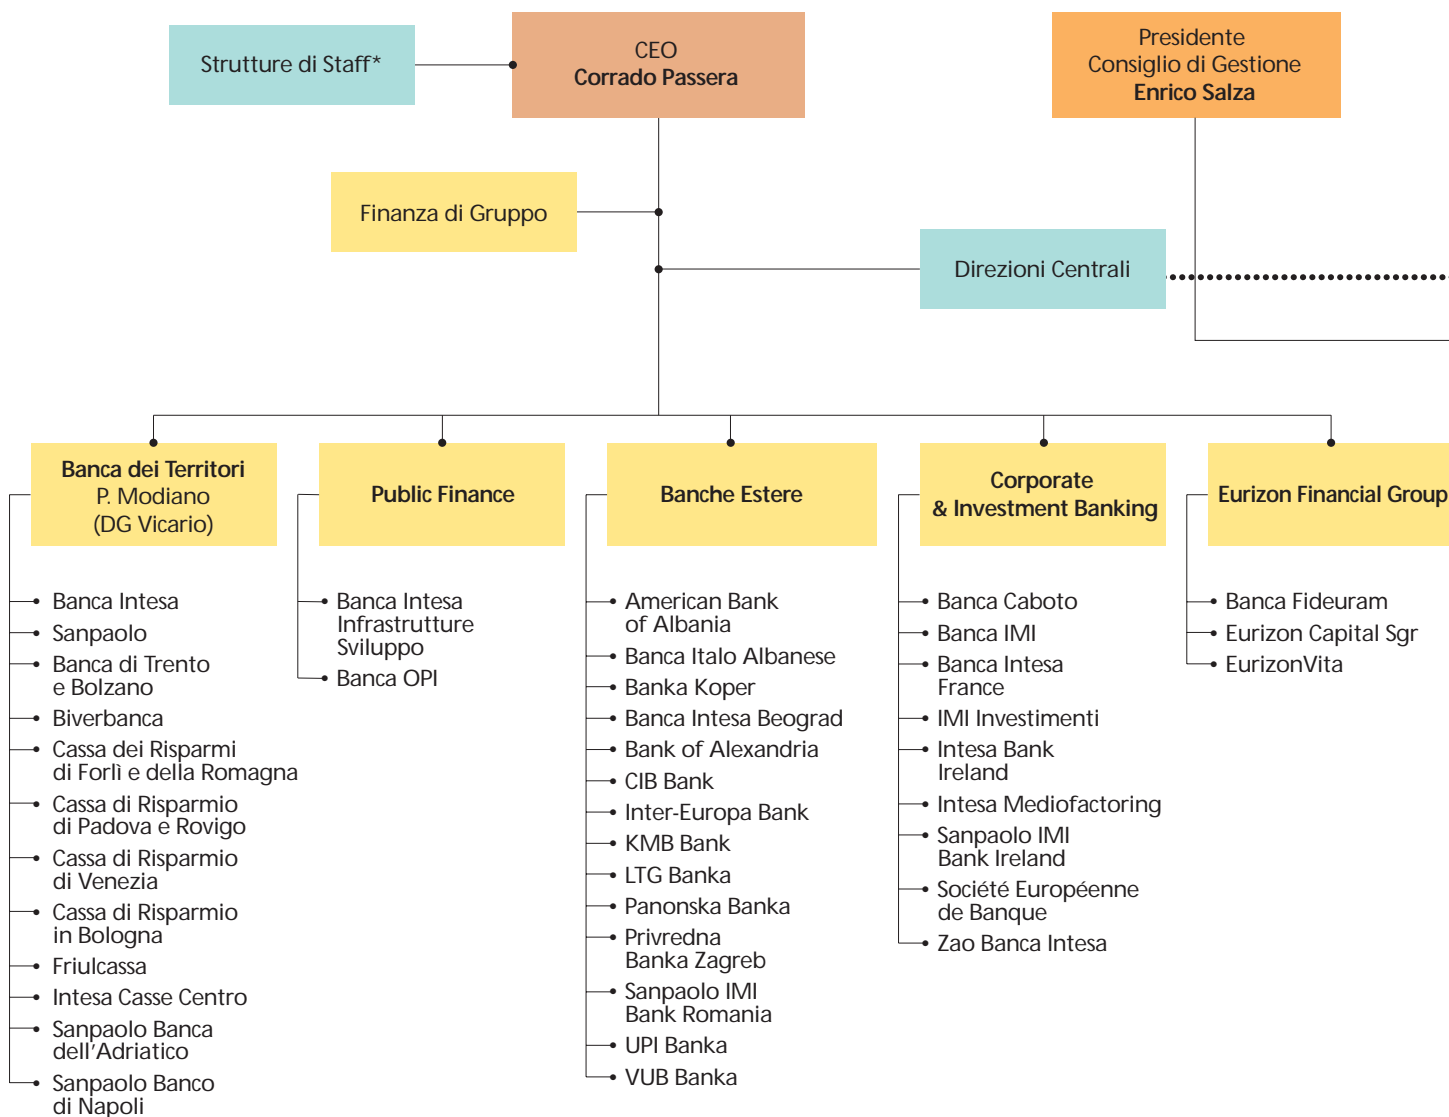 Strutture di Staff*
CEO
Corrado Passera
Presidente
Consiglio di Gestione
Enrico Salza
Finanza di Gruppo
Direzioni Centrali
Banca dei Territori
P. Modiano
(DG Vicario)
Public Finance
Banche Estere
Corporate
& Investment Banking
Eurizon Financial Group
Banca Intesa
Sanpaolo
Banca di Trento
e Bolzano
Biverbanca
Cassa dei Risparmi
di Forlì e della Romagna
Cassa di Risparmio
di Padova e Rovigo
Cassa di Risparmio
di Venezia
Cassa di Risparmio
in Bologna
Friulcassa
Intesa Casse Centro
Sanpaolo Banca
dell'Adriatico
Sanpaolo Banco
di Napoli
Banca Intesa
Infrastrutture
Sviluppo
Banca OPI
American Bank
of Albania
Banca Italo Albanese
Banka Koper
Banca Intesa Beograd
Bank of Alexandria
CIB Bank
Inter-Europa Bank
KMB Bank
LTG Banka
Panonska Banka
Privredna
Banka Zagreb
Sanpaolo IMI
Bank Romania
UPI Banka
VUB Banka
Banca Caboto
Banca IMI
Banca Intesa
France
IMI Investimenti
Intesa Bank
Ireland
Intesa Mediofactoring
Sanpaolo IMI
Bank Ireland
Société Européenne
de Banque
Zao Banca Intesa
Banca Fideuram
Eurizon Capital Sgr
EurizonVita